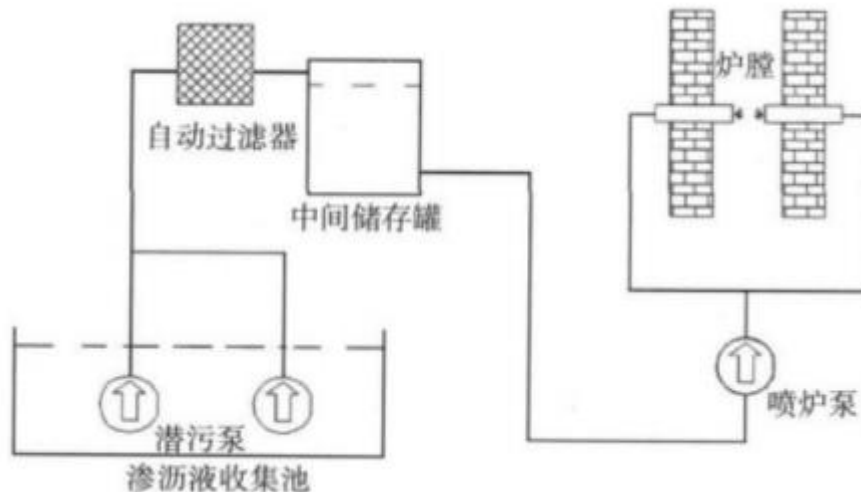 炉膛
自动过滤器
中间储存罐
喷炉泵
潜污泵
渗沥液收集池